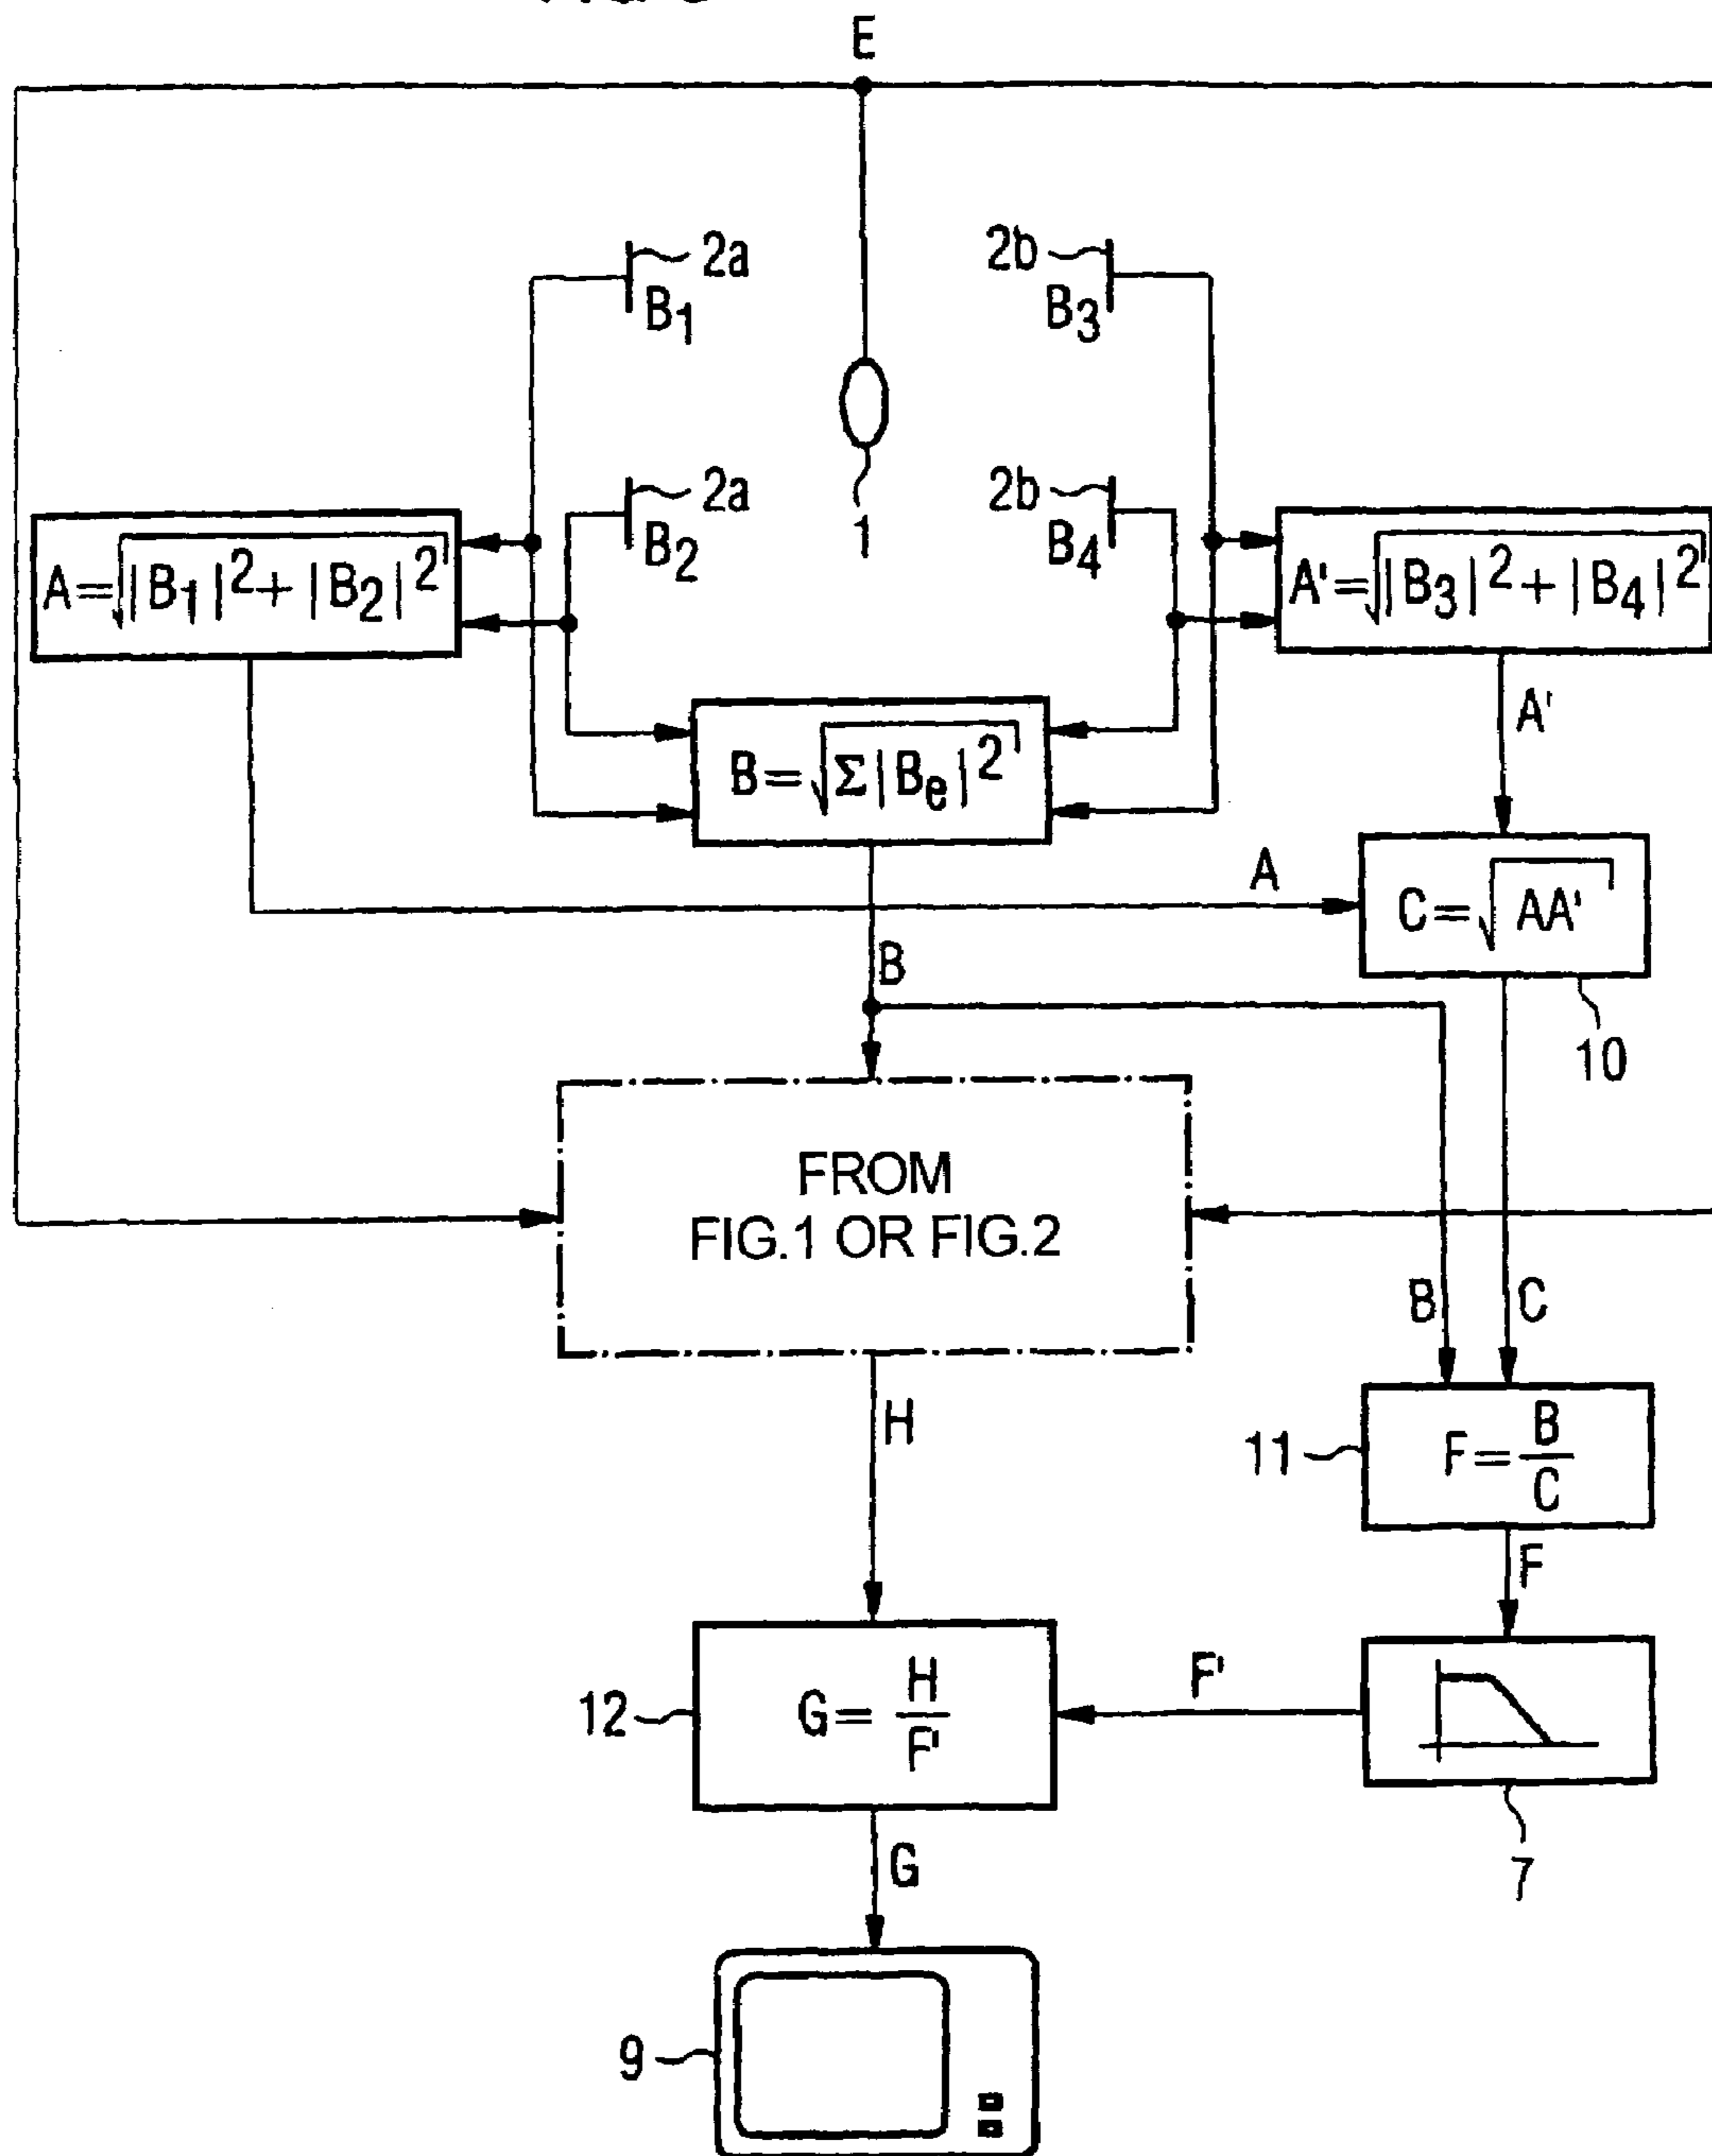 E
2a
B1
2b
B3
2a
B2
2b
B4
1
A=√|B1|²+|B2|²
A'=√|B3|²+|B4|²
B=√Σ|Be|²
A'
A
C=√AA'
B
10
FROM
FIG.1 OR FIG.2
B
C
H
11
F=B/C
F
12
G=H/F'
F'
7
G
9